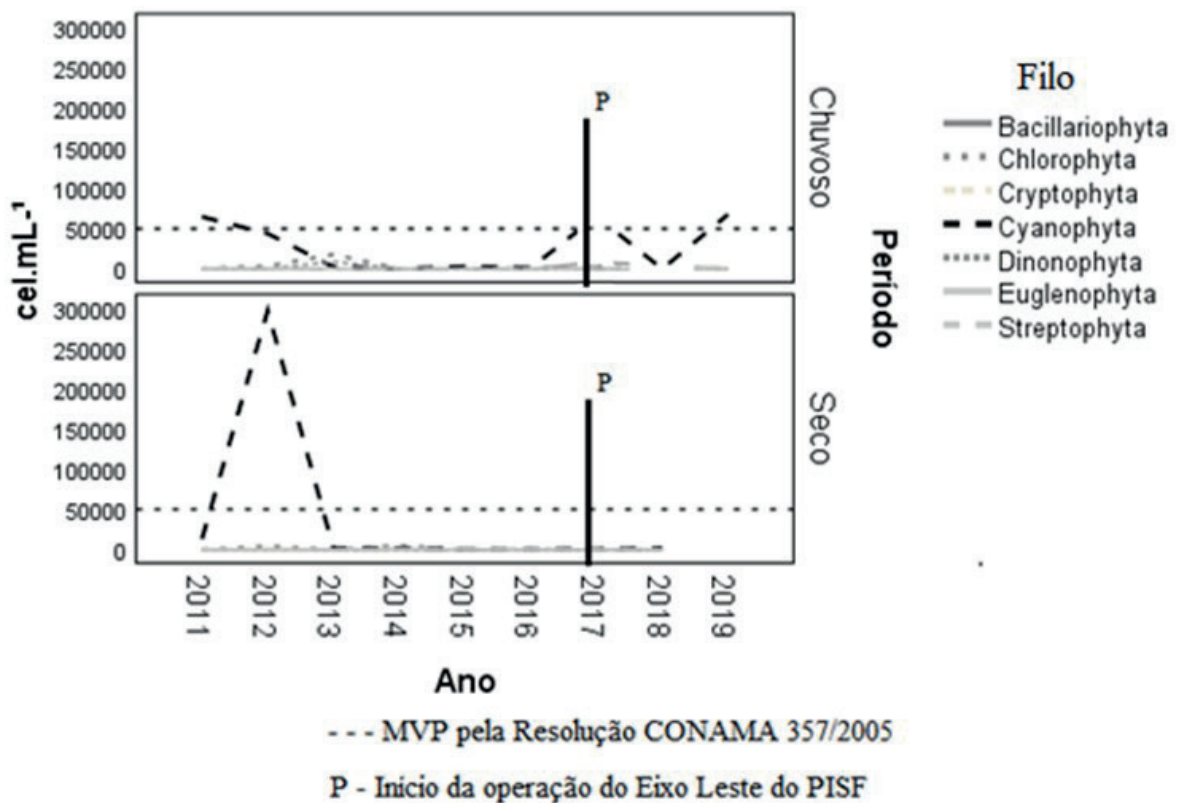 300000
250000
200000
150000
100000
50000
0
P
Chuvoso
300000
250000
200000
150000
100000
50000
0
P
Seco
cel.mL-¹
Período
2011
2012
2013
2014
2015
2016
2017
2018
2019
Ano
Filo
Bacillariophyta
Chlorophyta
Cryptophyta
Cyanophyta
Dinonophyta
Euglenophyta
Streptophyta
- - - MVP pela Resolução CONAMA 357/2005
P - Inicio da operação do Eixo Leste do PISF